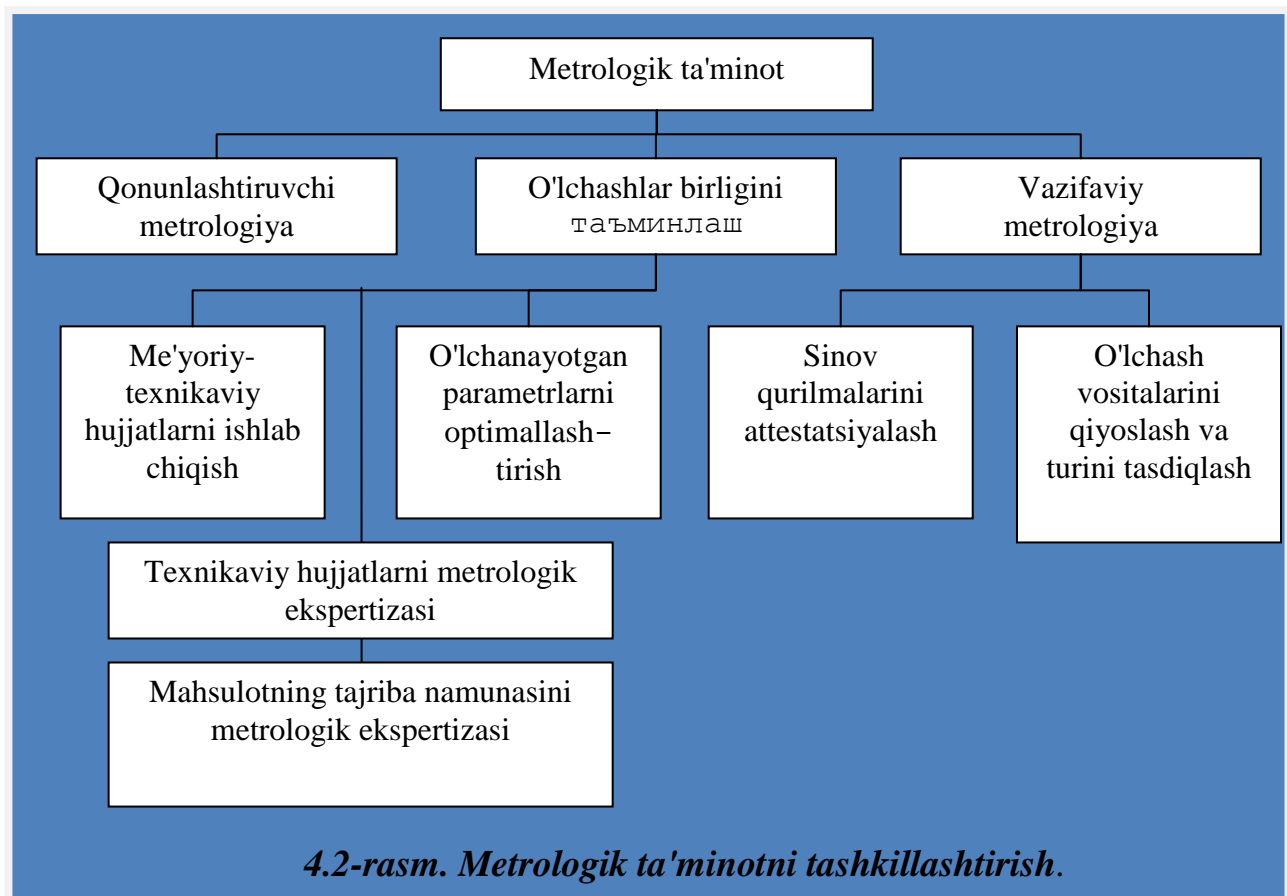 Metrologik ta'minot
Qonunlashtiruvchi
metrologiya
O'lchashlar birligini
таъминлаш
Vazifaviy
metrologiya
Me'yoriy-
texnikaviy
hujjatlarni ishlab
chiqish
O'lchanayotgan
parametrlarni
optimallash-
tirish
Sinov
qurilmalarini
attestatsiyalash
O'lchash
vositalarini
qiyoslash va
turini tasdiqlash
Texnikaviy hujjatlarni metrologik
ekspertizasi
Mahsulotning tajriba namunasini
metrologik ekspertizasi
4.2-rasm. Metrologik ta'minotni tashkillashtirish.